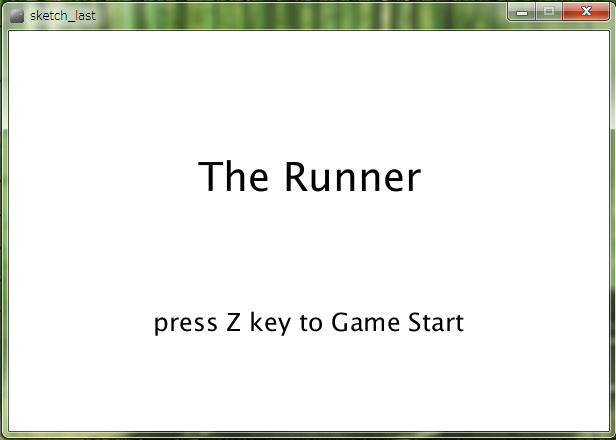 sketch_last
The Runner
press Z key to Game Start